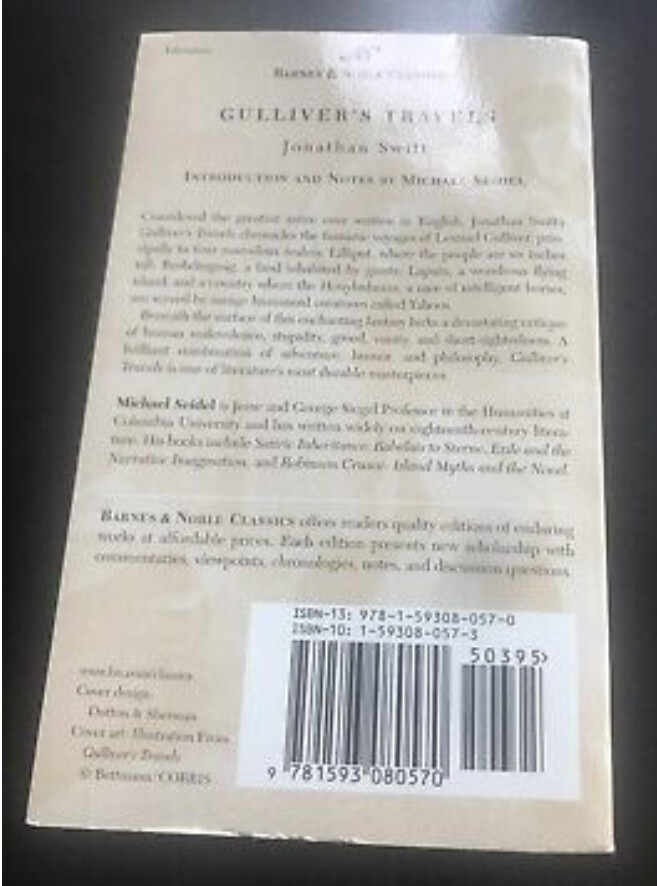 Literature
BARNES & NOBLE CLASSICS
GULLIVER'S TRAVELS
Jonathan Swift
INTRODUCTION AND NOTES BY MICHAEL SEIDEL
Considered the greatest satire ever written in English, Jonathan Swift's
Gulliver's Travels chronicles the fantastic voyages of Lemuel Gulliver, prin-
cipally to four marvelous realms: Lilliput, where the people are six inches
tall; Brobdingnag, a land inhabited by giants; Laputa, a wondrous flying
island; and a country where the Houyhnhnms, a race of intelligent horses,
are served by savage humanoid creatures called Yahoos.
Beneath the surface of this enchanting fantasy lurks a devastating critique
of human malevolence, stupidity, greed, vanity, and short-sightedness. A
brilliant combination of adventure, humor, and philosophy, Gulliver's
Travels is one of literature's most durable masterpieces.
Michael Seidel is Jesse and George Siegel Professor in the Humanities at
Columbia University and has written widely on eighteenth-century litera-
ture. His books include Satiric Inheritance: Rabelais to Sterne, Exile and the
Narrative Imagination, and Robinson Crusoe: Island Myths and the Novel.
BARNES & NOBLE CLASSICS offers readers quality editions of enduring
works at affordable prices. Each edition presents new scholarship with
commentaries, viewpoints, chronologies, notes, and discussion questions.
ISBN-13: 978-1-59308-057-0
ISBN-10: 1-59308-057-3
50395>
9 781593 080570
www.bn.com/classics
Cover design:
Dutton & Sherman
Cover art: Illustration From
Gulliver's Travels
© Bettmann/CORBIS